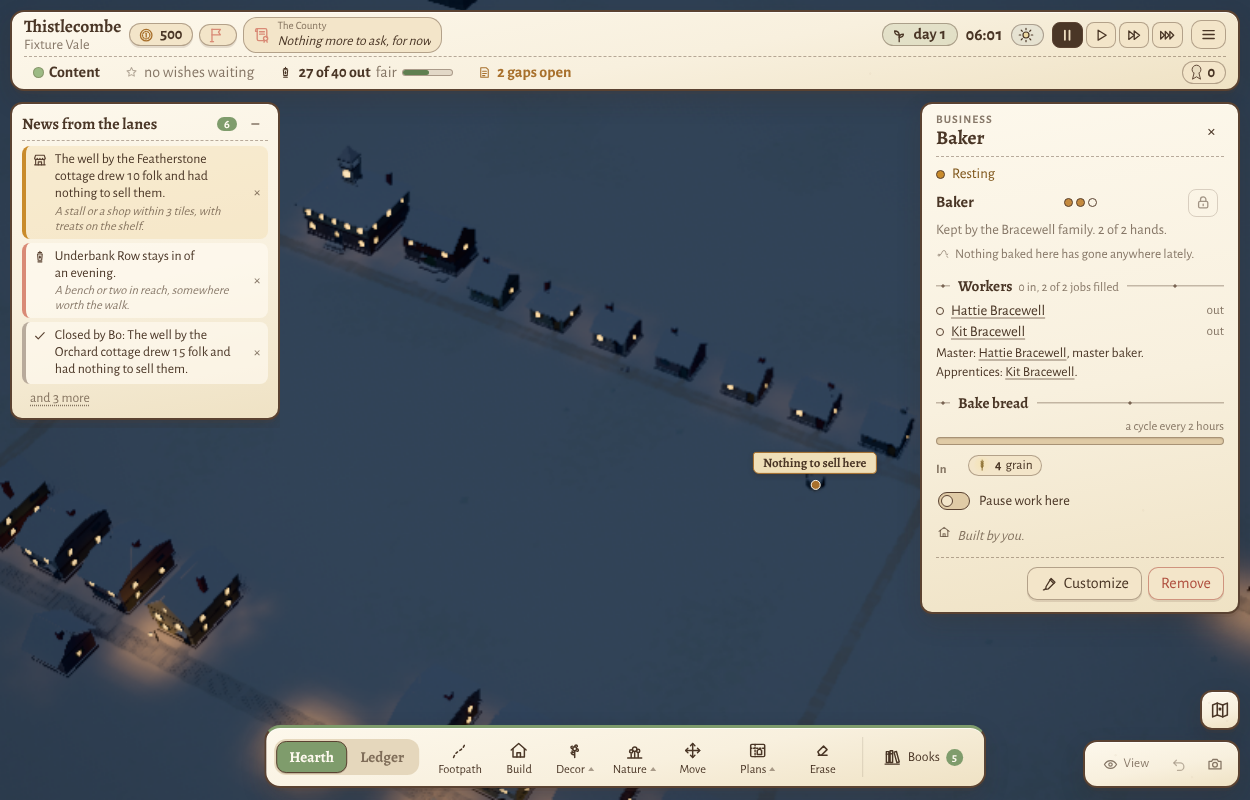 Thistlecombe
Fixture Vale
500
The County
Nothing more to ask, for now
day 1
06:01
Content
no wishes waiting
27 of 40 out fair
2 gaps open
0
News from the lanes
6
The well by the Featherstone
cottage drew 10 folk and had
nothing to sell them.
A stall or a shop within 3 tiles, with
treats on the shelf.
Underbank Row stays in of
an evening.
A bench or two in reach, somewhere
worth the walk.
Closed by Bo: The well by the
Orchard cottage drew 15 folk and
had nothing to sell them.
and 3 more
Nothing to sell here
BUSINESS
Baker
Resting
Baker
Kept by the Bracewell family. 2 of 2 hands.
Nothing baked here has gone anywhere lately.
Workers 0 in, 2 of 2 jobs filled
Hattie Bracewell out
Kit Bracewell out
Master: Hattie Bracewell, master baker.
Apprentices: Kit Bracewell.
Bake bread
a cycle every 2 hours
In 4 grain
Pause work here
Built by you.
Customize
Remove
Hearth
Ledger
Footpath
Build
Decor
Nature
Move
Plans
Erase
Books 5
View